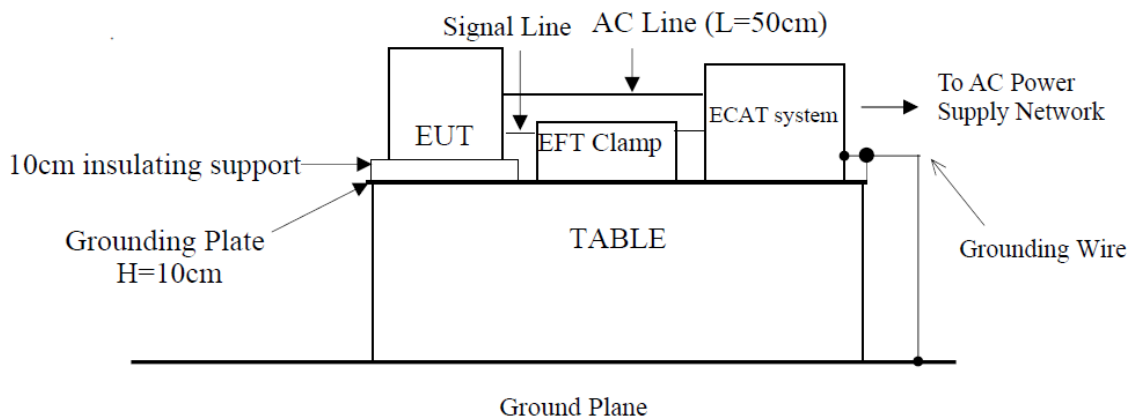 Signal Line
AC Line (L=50cm)
To AC Power
Supply Network
ECAT system
EUT
EFT Clamp
10cm insulating support
Grounding Plate
H=10cm
TABLE
Grounding Wire
Ground Plane